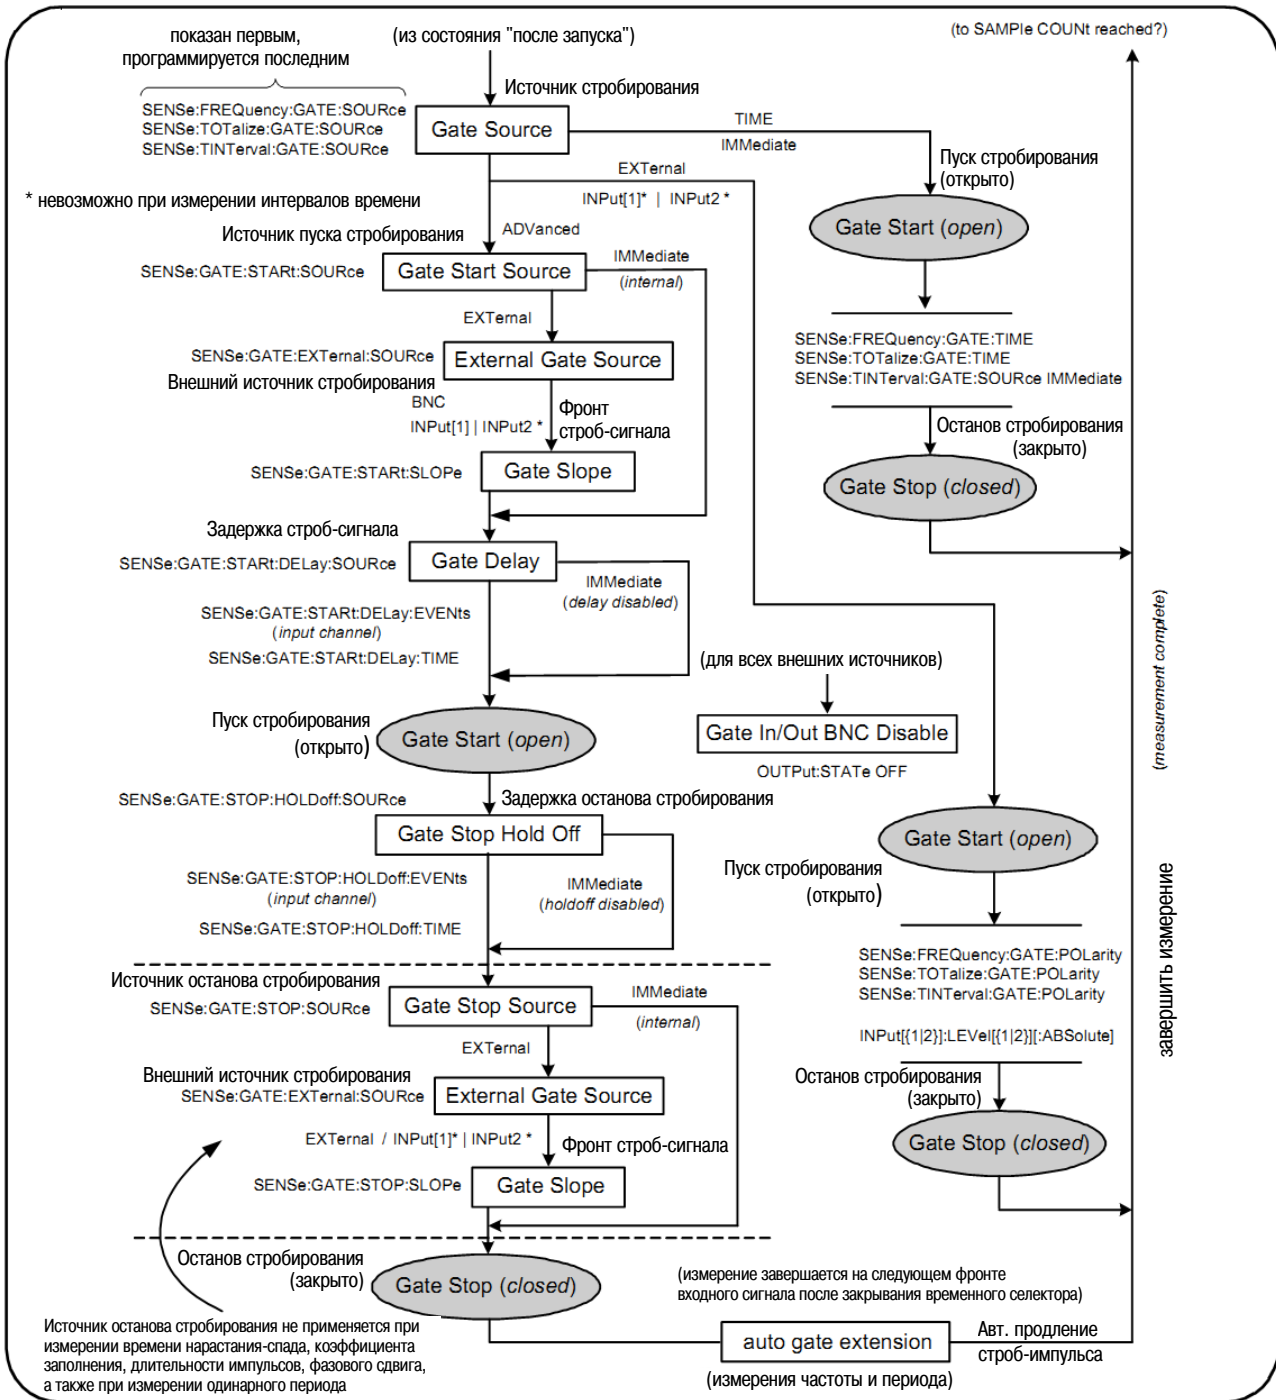 показан первым,
программируется последним
(из состояния "после запуска")
(to SAMPle COUNt reached?)
SENSe:FREQuency:GATE:SOURce
SENSe:TOTalize:GATE:SOURce
SENSe:TINTerval:GATE:SOURce
Источник стробирования
Gate Source
TIME
IMMediate
EXTernal
INPut[1]* | INPut2 *
Пуск стробирования
(открыто)
Gate Start (open)
* невозможно при измерении интервалов времени
ADVanced
Источник пуска стробирования
SENSe:GATE:STARt:SOURce
Gate Start Source
IMMediate
(internal)
EXTernal
SENSe:GATE:EXTernal:SOURce
External Gate Source
Внешний источник стробирования
BNC
INPut[1] | INPut2 *
Фронт
строб-сигнала
SENSe:FREQuency:GATE:TIME
SENSe:TOTalize:GATE:TIME
SENSe:TINTerval:GATE:SOURce IMMediate
Останов стробирования
(закрыто)
Gate Stop (closed)
SENSe:GATE:STARt:SLOPe
Gate Slope
Задержка строб-сигнала
SENSe:GATE:STARt:DELay:SOURce
Gate Delay
IMMediate
(delay disabled)
SENSe:GATE:STARt:DELay:EVENts
(input channel)
SENSe:GATE:STARt:DELay:TIME
(для всех внешних источников)
Gate In/Out BNC Disable
OUTPut:STATe OFF
Пуск стробирования
(открыто)
Gate Start (open)
(measurement complete)
завершить измерение
SENSe:GATE:STOP:HOLDoff:SOURce
Задержка останова стробирования
Gate Stop Hold Off
SENSe:GATE:STOP:HOLDoff:EVENts
(input channel)
SENSe:GATE:STOP:HOLDoff:TIME
IMMediate
(holdoff disabled)
Gate Start (open)
Пуск стробирования
(открыто)
SENSe:FREQuency:GATE:POLarity
SENSe:TOTalize:GATE:POLarity
SENSe:TINTerval:GATE:POLarity
INPut[{1|2}]:LEVel[{1|2}][:ABSolute]
Останов стробирования
(закрыто)
Gate Stop (closed)
Источник останова стробирования
SENSe:GATE:STOP:SOURce
Gate Stop Source
IMMediate
(internal)
EXTernal
Внешний источник стробирования
SENSe:GATE:EXTernal:SOURce
External Gate Source
EXTernal / INPut[1]* | INPut2 *
Фронт строб-сигнала
SENSe:GATE:STOP:SLOPe
Gate Slope
Останов стробирования
(закрыто)
Gate Stop (closed)
(измерение завершается на следующем фронте
входного сигнала после закрывания временного селектора)
auto gate extension
Авт. продление
строб-импульса
(измерения частоты и периода)
Источник останова стробирования не применяется при
измерении времени нарастания-спада, коэффициента
заполнения, длительности импульсов, фазового сдвига,
а также при измерении одинарного периода